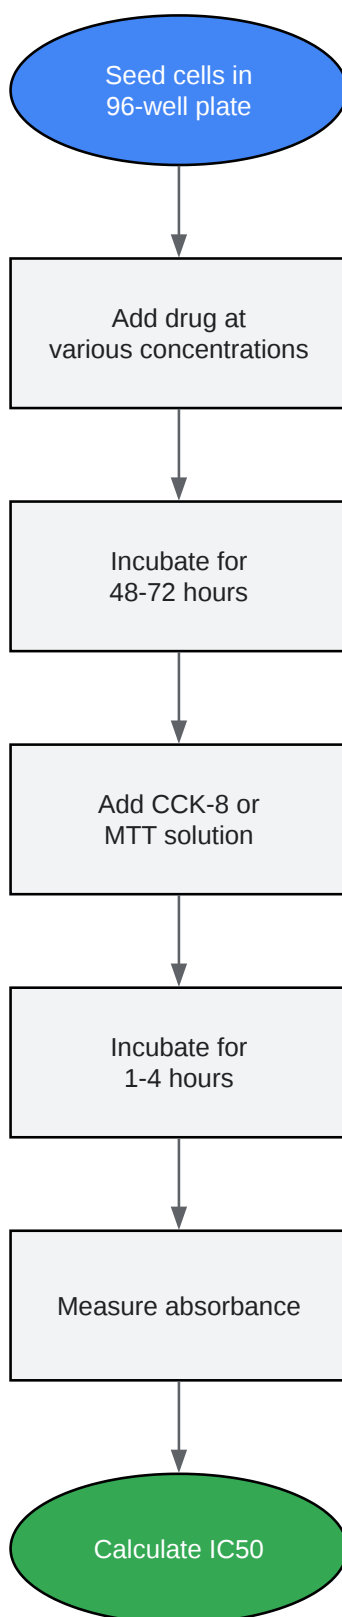 Seed cells in
96-well plate
Add drug at
various concentrations
Incubate for
48-72 hours
Add CCK-8 or
MTT solution
Incubate for
1-4 hours
Measure absorbance
Calculate IC50